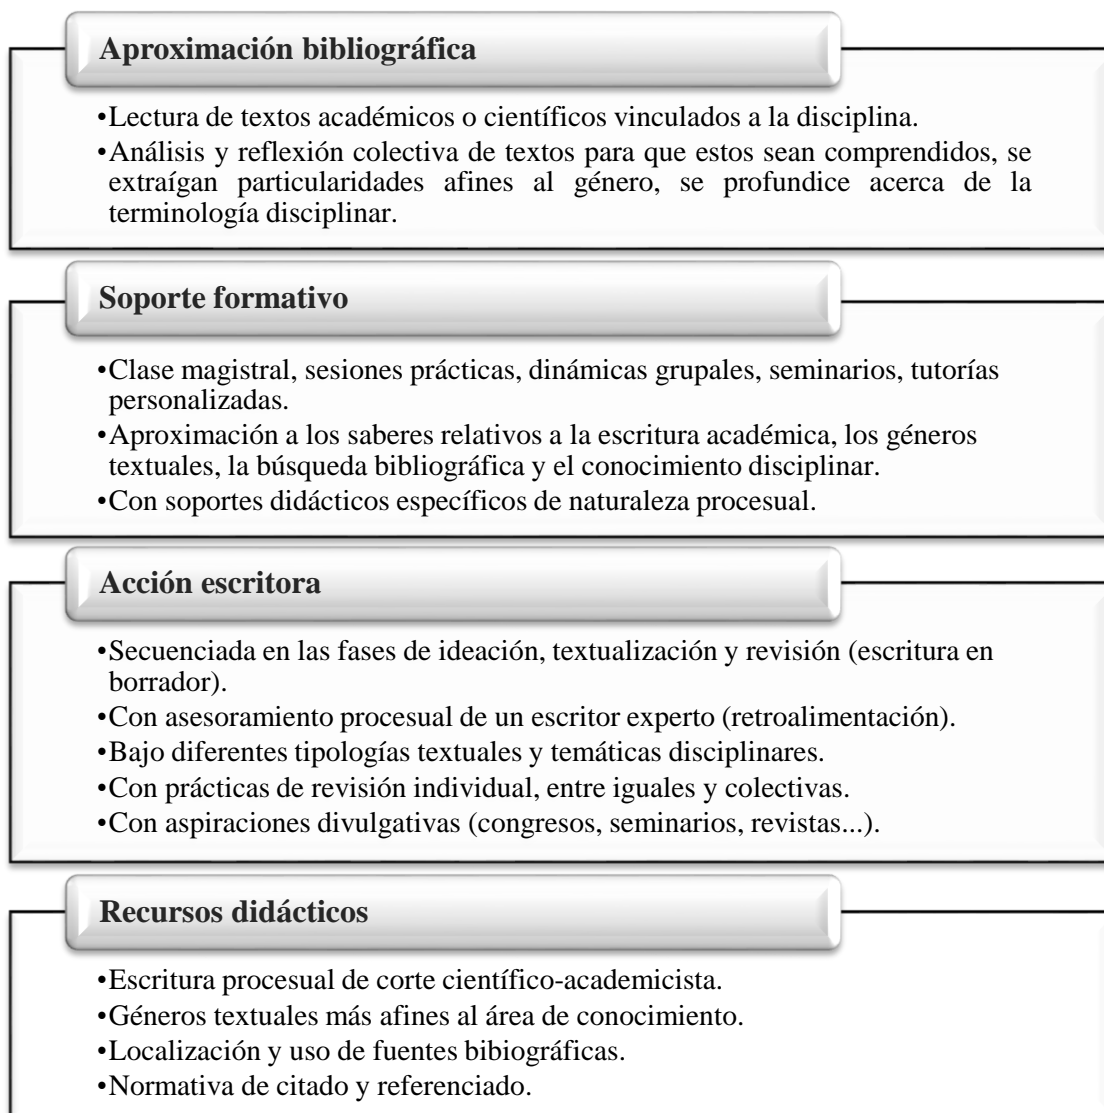 Aproximación bibliográfica
•Lectura de textos académicos o científicos vinculados a la disciplina.
•Análisis y reflexión colectiva de textos para que estos sean comprendidos, se
extraígan particularidades afines al género, se profundice acerca de la
terminología disciplinar.
Soporte formativo
•Clase magistral, sesiones prácticas, dinámicas grupales, seminarios, tutorías
personalizadas.
•Aproximación a los saberes relativos a la escritura académica, los géneros
textuales, la búsqueda bibliográfica y el conocimiento disciplinar.
•Con soportes didácticos específicos de naturaleza procesual.
Acción escritora
•Secuenciada en las fases de ideación, textualización y revisión (escritura en
borrador).
•Con asesoramiento procesual de un escritor experto (retroalimentación).
•Bajo diferentes tipologías textuales y temáticas disciplinares.
•Con prácticas de revisión individual, entre iguales y colectivas.
•Con aspiraciones divulgativas (congresos, seminarios, revistas...).
Recursos didácticos
•Escritura procesual de corte científico-academicista.
•Géneros textuales más afines al área de conocimiento.
•Localización y uso de fuentes bibiográficas.
•Normativa de citado y referenciado.